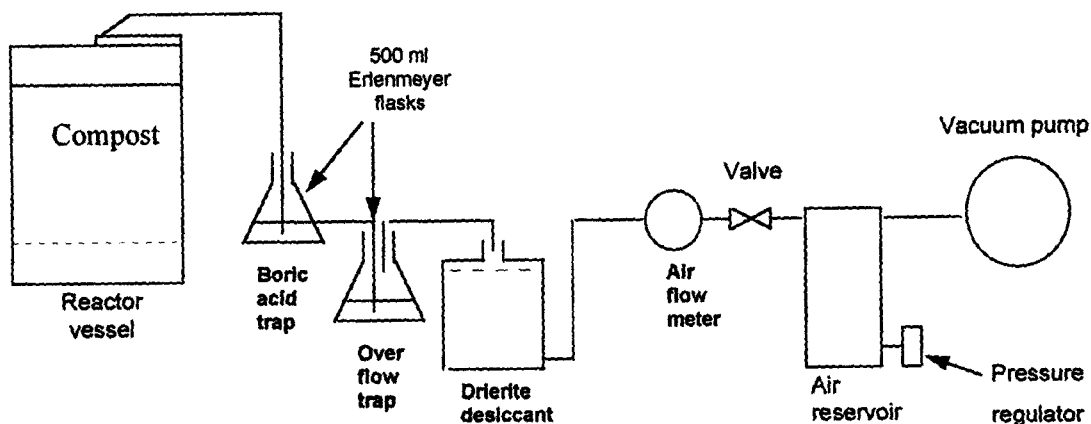 500 ml
Erlenmeyer
flasks
Compost
Vacuum pump
Valve
Boric
acid
trap
Air
flow
meter
Reactor
vessel
Over
flow
trap
Drierite
desiccant
Air
reservoir
Pressure
regulator